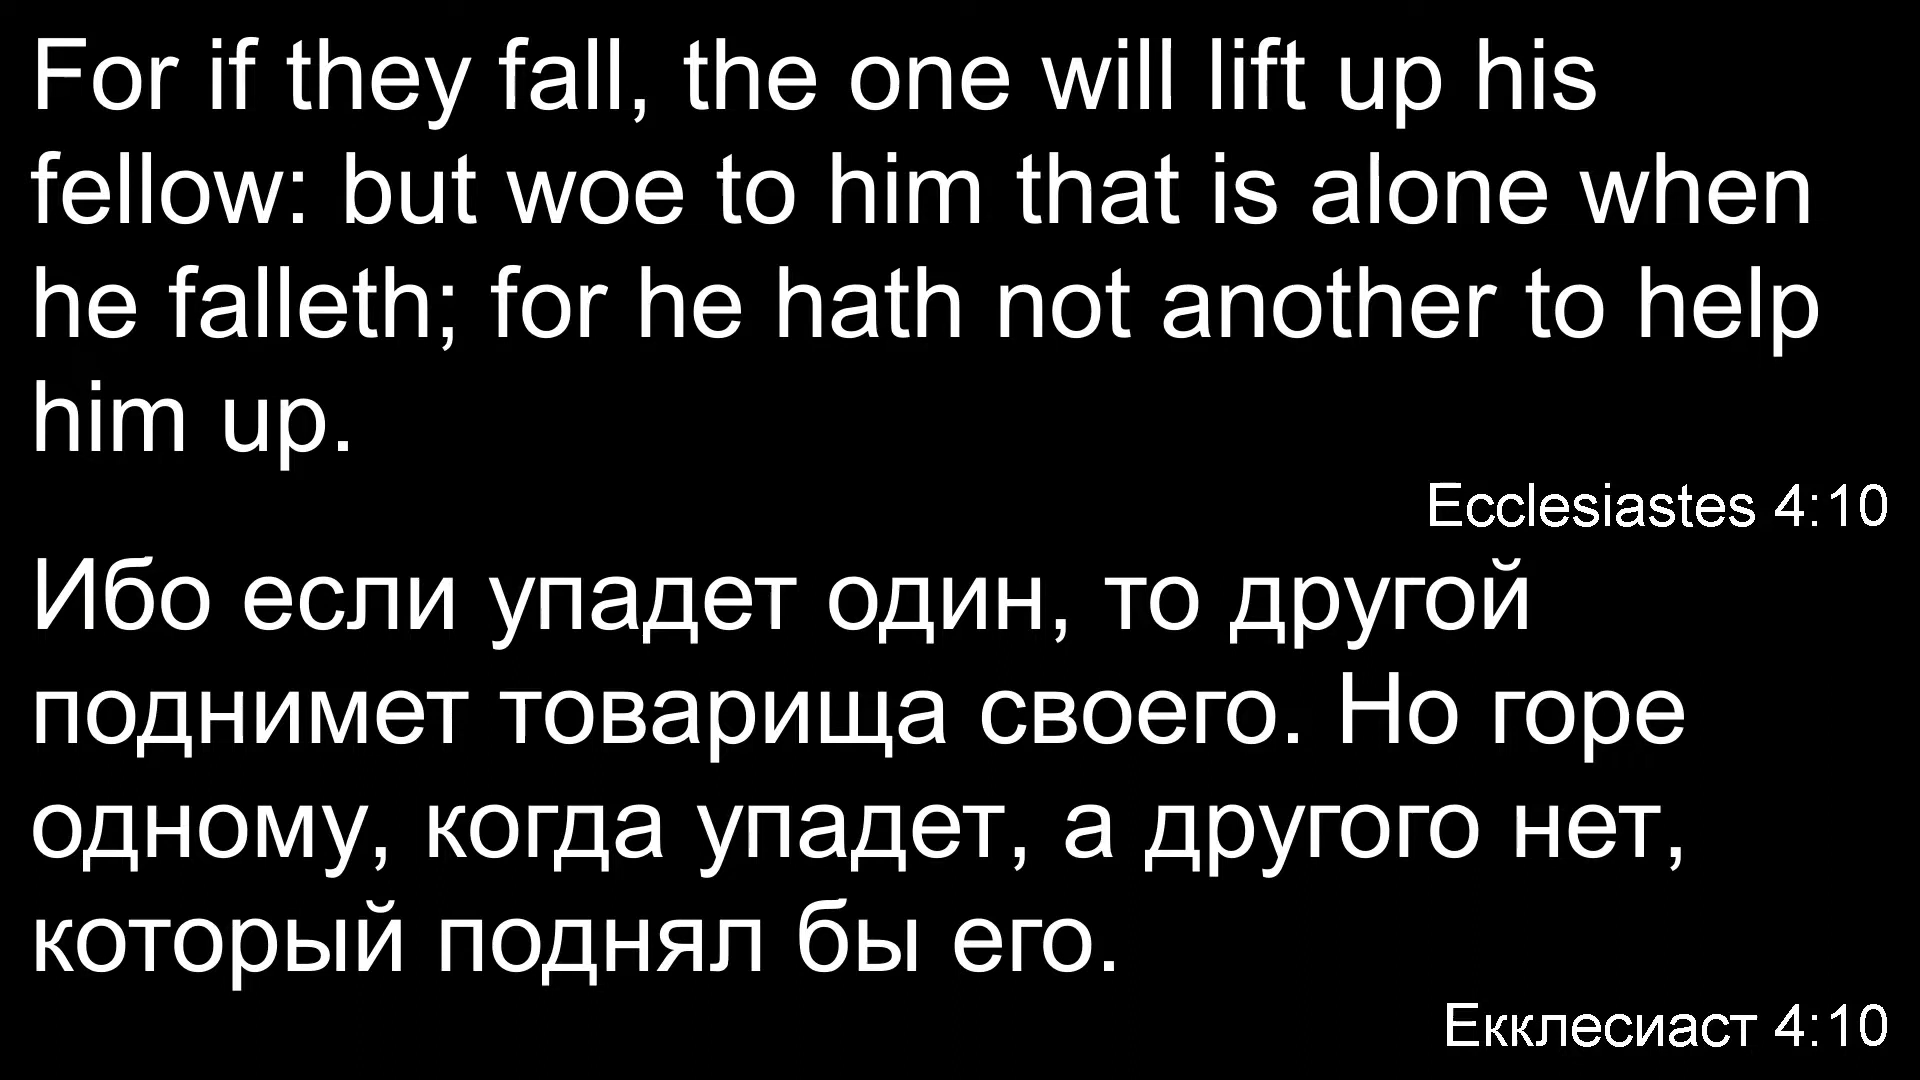 For if they fall, the one will lift up his
fellow: but woe to him that is alone when
he falleth; for he hath not another to help
him up.
Ecclesiastes 4:10
Ибо если упадет один, то другой
поднимет товарища своего. Но горе
одному, когда упадет, а другого нет,
который поднял бы его.
Екклесиаст 4:10